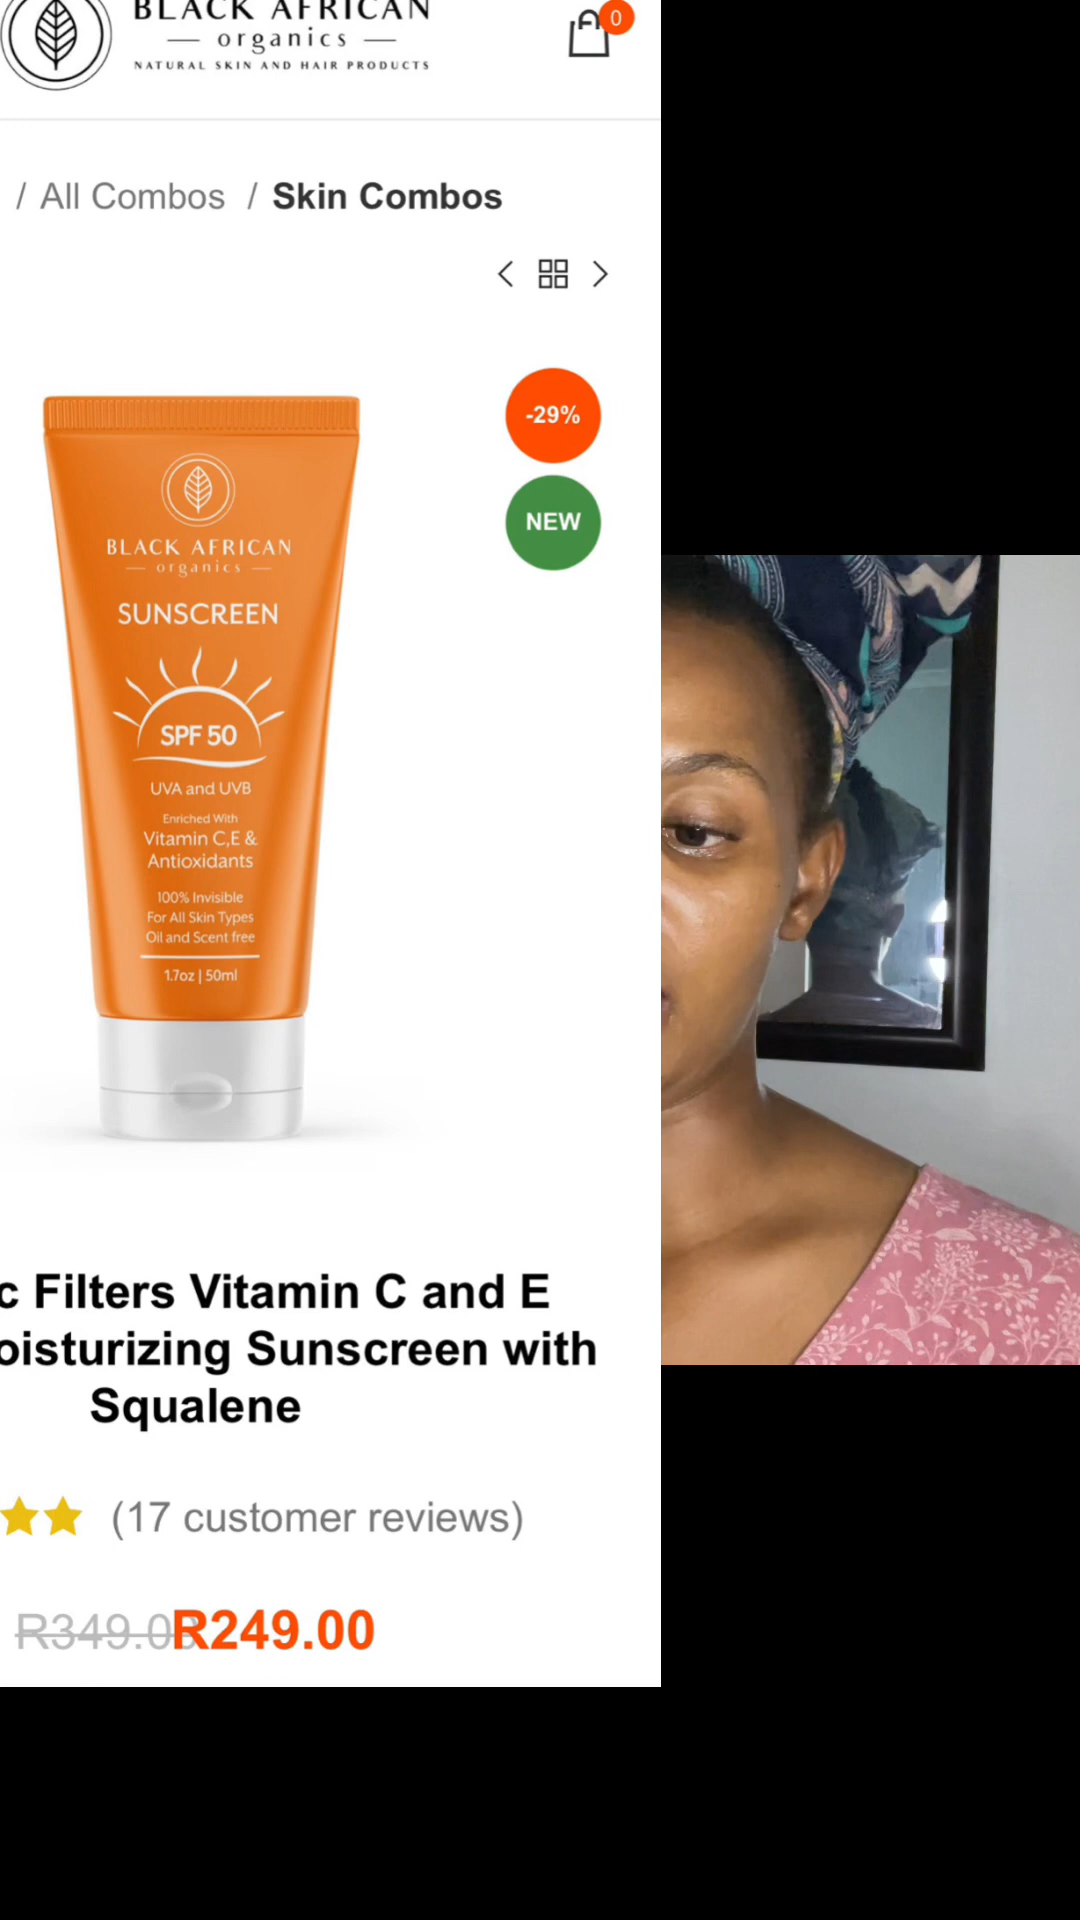 BLACK AFRICAN
organics
NATURAL SKIN AND HAIR PRODUCTS
0
/ All Combos / Skin Combos
-29%
NEW
BLACK AFRICAN
organics
SUNSCREEN
SPF 50
UVA and UVB
Enriched With
Vitamin C,E &
Antioxidants
100% Invisible
For All Skin Types
Oil and Scent free
1.7oz | 50ml
c Filters Vitamin C and E
oisturizing Sunscreen with
Squalene
(17 customer reviews)
R349.00 R249.00